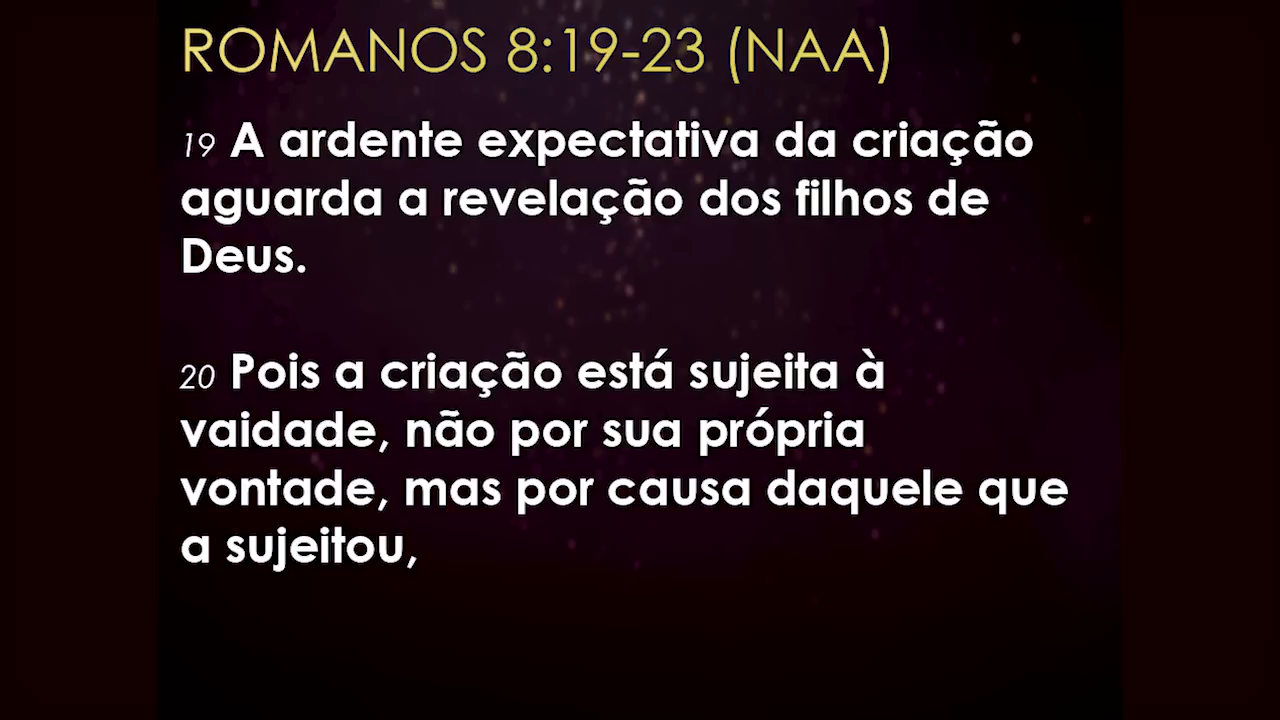 ROMANOS 8:19-23 (NAA)
19 A ardente expectativa da criação
aguarda a revelação dos filhos de
Deus.
20 Pois a criação está sujeita à
vaidade, não por sua própria
vontade, mas por causa daquele que
a sujeitou,